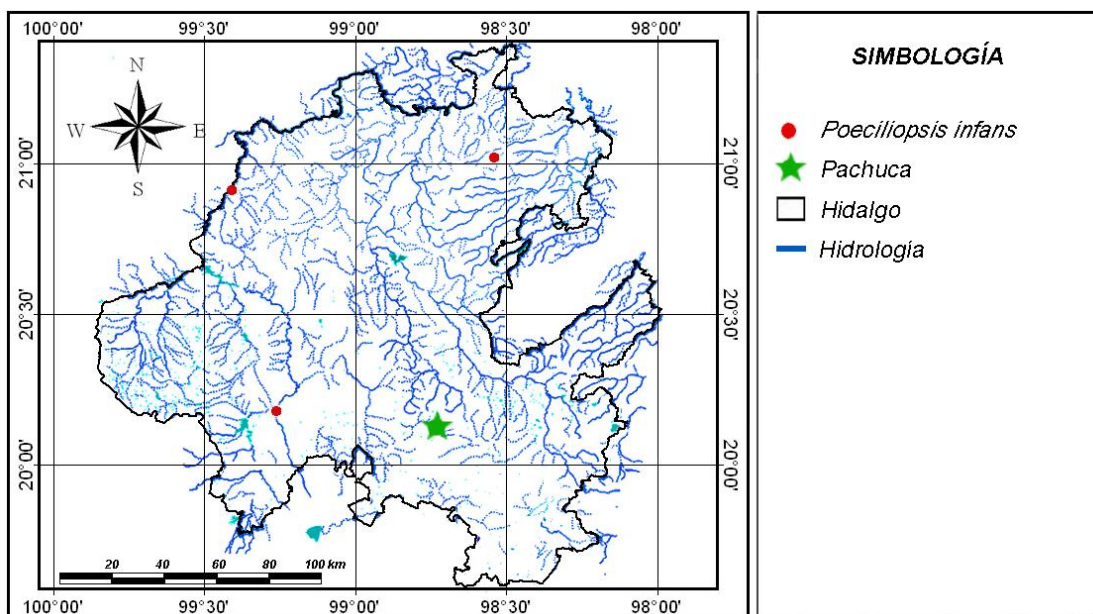 100°00' 99°30' 99°00' 98°30' 98°00'
N
W E
S
21°00' 21°00'
20°30' 20°30'
20°00' 20°00'
20 40 60 80 100 km
100°00' 99°30' 99°00' 98°30' 98°00'
SIMBOLOGÍA
Poeciliopsis infans
Pachuca
Hidalgo
Hidrología